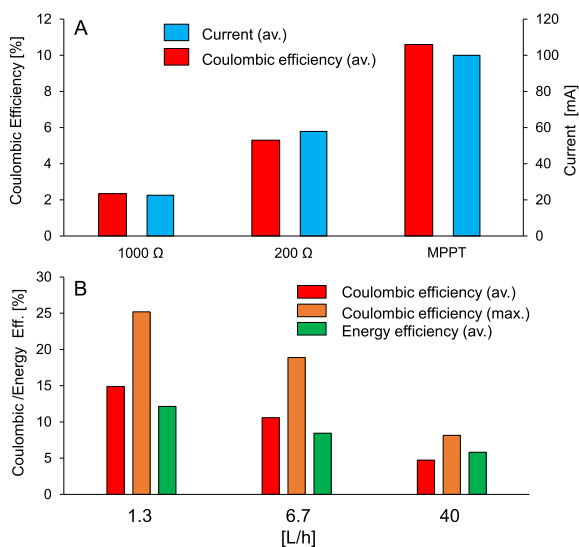 A
Current (av.)
Coulombic efficiency (av.)
Coulombic Efficiency [%]
12
10
8
6
4
2
0
Current [mA]
120
100
80
60
40
20
0
1000 Ω
200 Ω
MPPT
B
Coulombic efficiency (av.)
Coulombic efficiency (max.)
Energy efficiency (av.)
Coulombic /Energy Eff. [%]
30
25
20
15
10
5
0
1.3
6.7
40
[L/h]